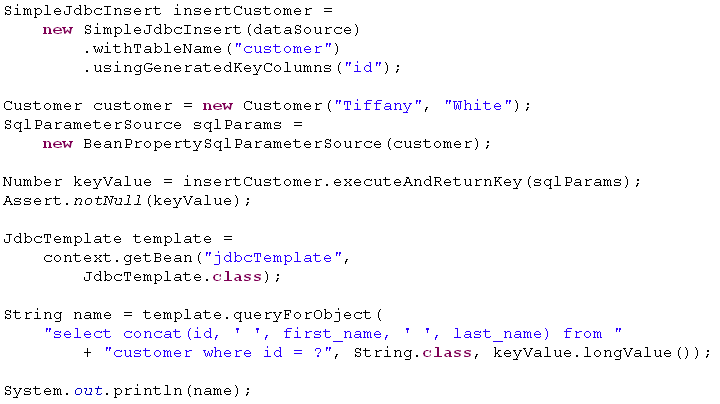 SimpleJdbcInsert insertCustomer =
    new SimpleJdbcInsert(dataSource)
        .withTableName("customer")
        .usingGeneratedKeyColumns("id");

Customer customer = new Customer("Tiffany", "White");
SqlParameterSource sqlParams =
    new BeanPropertySqlParameterSource(customer);

Number keyValue = insertCustomer.executeAndReturnKey(sqlParams);
Assert.notNull(keyValue);

JdbcTemplate template =
    context.getBean("jdbcTemplate",
        JdbcTemplate.class);

String name = template.queryForObject(
    "select concat(id, ' ', first_name, ' ', last_name) from "
        + "customer where id = ?", String.class, keyValue.longValue());

System.out.println(name);